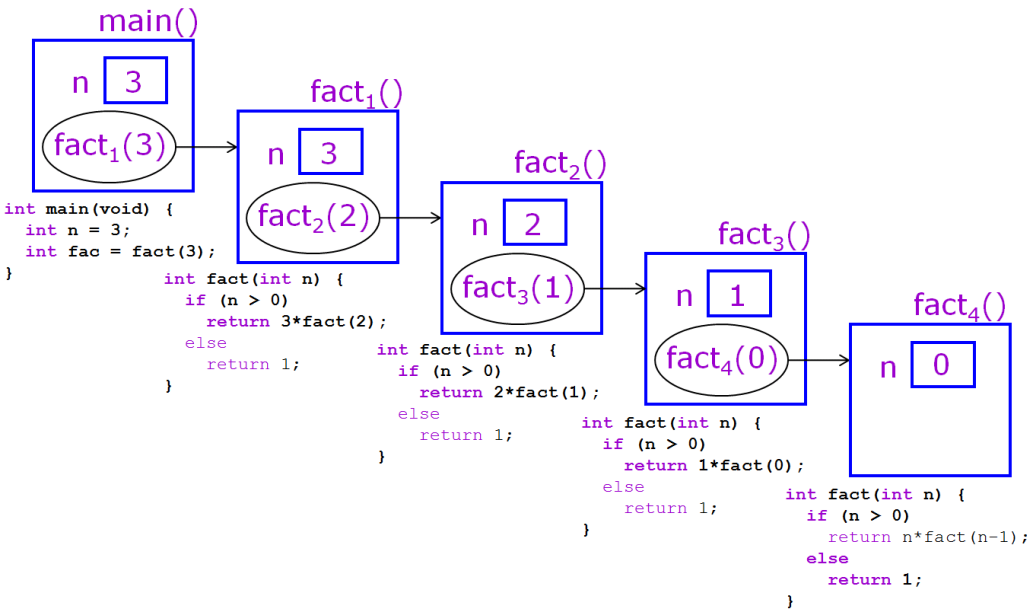 main()
n 3
fact1(3)
int main(void) {
  int n = 3;
  int fac = fact(3);
}
fact1()
n 3
fact2(2)
int fact(int n) {
  if (n > 0)
    return 3*fact(2);
  else
    return 1;
}
fact2()
n 2
fact3(1)
int fact(int n) {
  if (n > 0)
    return 2*fact(1);
  else
    return 1;
}
fact3()
n 1
fact4(0)
int fact(int n) {
  if (n > 0)
    return 1*fact(0);
  else
    return 1;
}
fact4()
n 0
int fact(int n) {
  if (n > 0)
    return n*fact(n-1);
  else
    return 1;
}